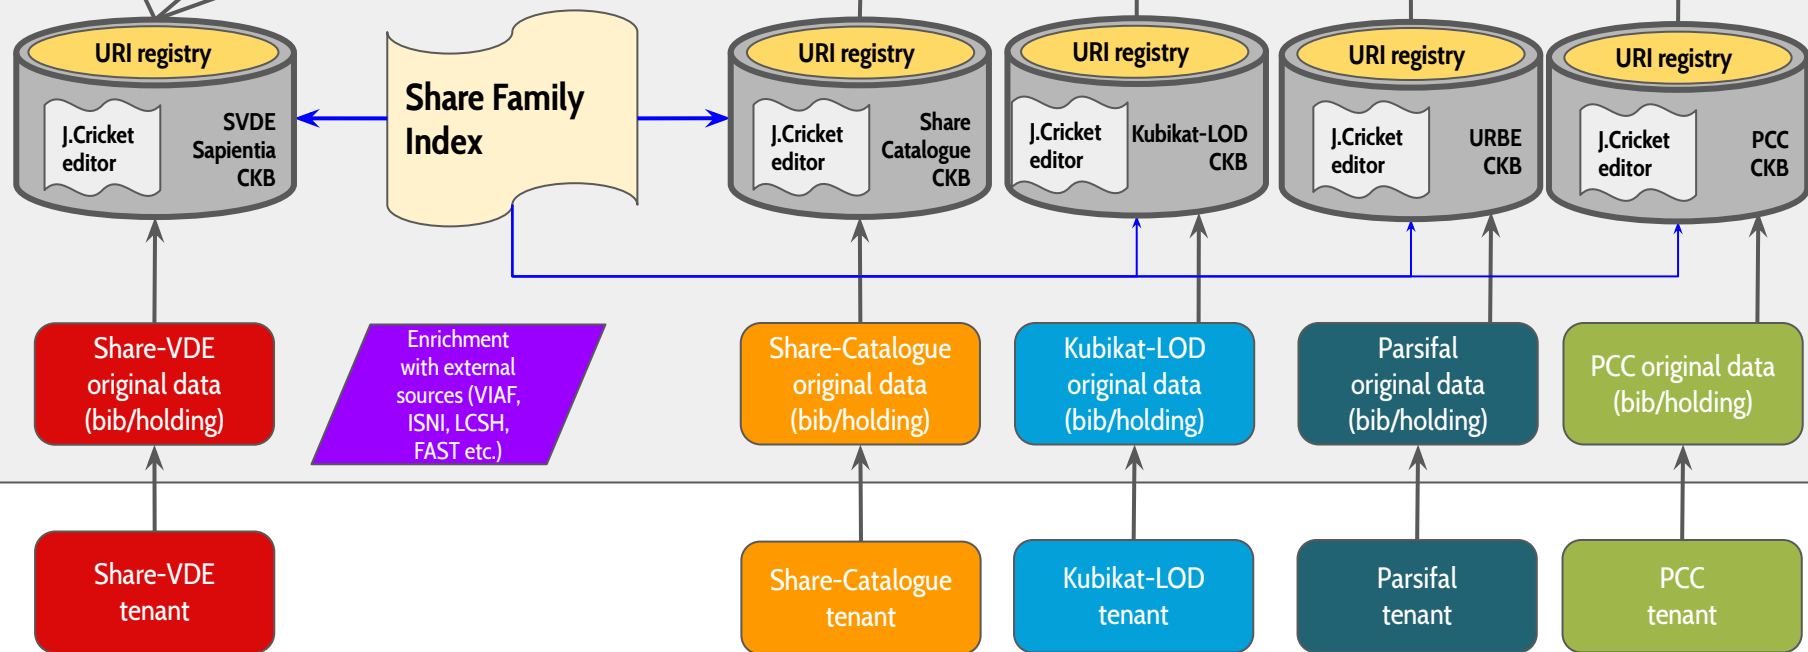 URI registry
J.Cricket
editor
SVDE
Sapientia
CKB
Share Family
Index
URI registry
J.Cricket
editor
Share
Catalogue
CKB
URI registry
J.Cricket
editor
Kubikat-LOD
CKB
URI registry
J.Cricket
editor
URBE
CKB
URI registry
J.Cricket
editor
PCC
CKB
Share-VDE
original data
(bib/holding)
Enrichment
with external
sources (VIAF,
ISNI, LCSH,
FAST etc.)
Share-Catalogue
original data
(bib/holding)
Kubikat-LOD
original data
(bib/holding)
Parsifal
original data
(bib/holding)
PCC original data
(bib/holding)
Share-VDE
tenant
Share-Catalogue
tenant
Kubikat-LOD
tenant
Parsifal
tenant
PCC
tenant